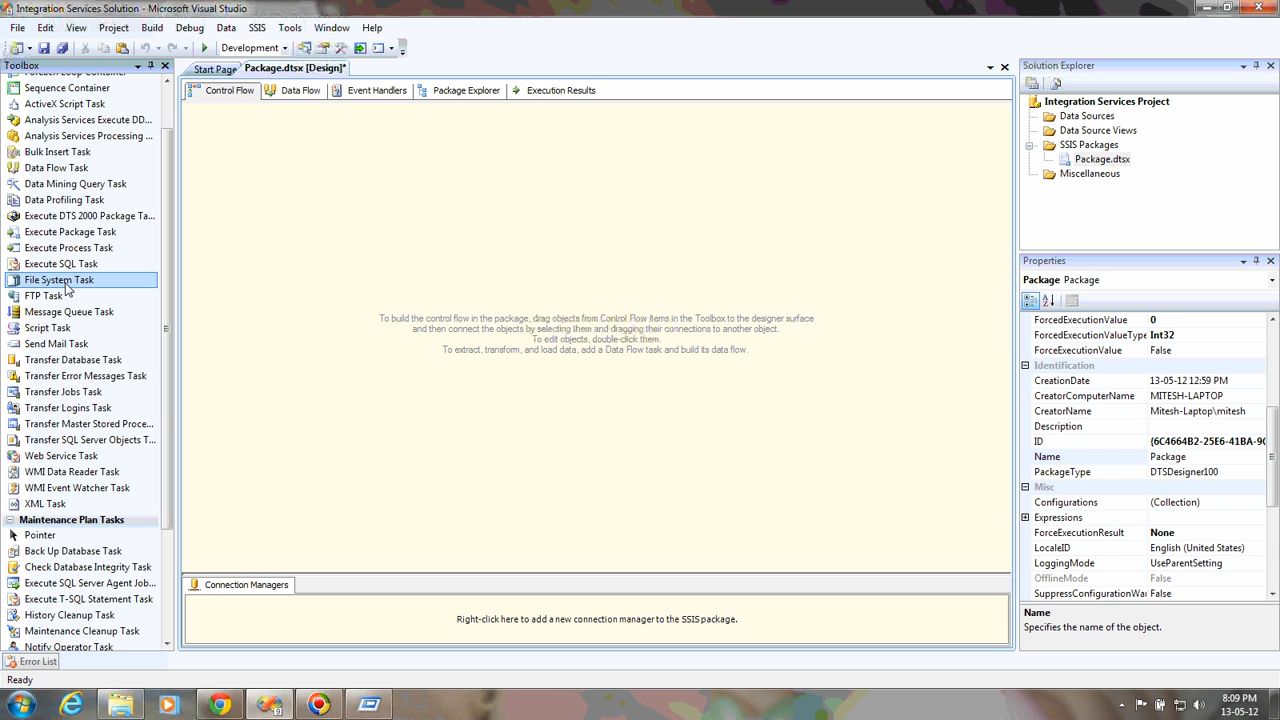 Integration Services Solution - Microsoft Visual Studio
File Edit View Project Build Debug Data SSIS Tools Window Help
Development
Toolbox
Foreach Loop Container
Sequence Container
ActiveX Script Task
Analysis Services Execute DD...
Analysis Services Processing ...
Bulk Insert Task
Data Flow Task
Data Mining Query Task
Data Profiling Task
Execute DTS 2000 Package Ta...
Execute Package Task
Execute Process Task
Execute SQL Task
File System Task
FTP Task
Message Queue Task
Script Task
Send Mail Task
Transfer Database Task
Transfer Error Messages Task
Transfer Jobs Task
Transfer Logins Task
Transfer Master Stored Proce...
Transfer SQL Server Objects T...
Web Service Task
WMI Data Reader Task
WMI Event Watcher Task
XML Task
Maintenance Plan Tasks
Pointer
Back Up Database Task
Check Database Integrity Task
Execute SQL Server Agent Job...
Execute T-SQL Statement Task
History Cleanup Task
Maintenance Cleanup Task
Notify Operator Task
Error List
Start Page Package.dtsx [Design]*
Control Flow Data Flow Event Handlers Package Explorer Execution Results
To build the control flow in the package, drag objects from Control Flow items in the Toolbox to the designer surface
and then connect the objects by selecting them and dragging their connections to another object.
To edit objects, double-click them.
To extract, transform, and load data, add a Data Flow task and build its data flow.
Connection Managers
Right-click here to add a new connection manager to the SSIS package.
Solution Explorer
Integration Services Project
Data Sources
Data Source Views
SSIS Packages
Package.dtsx
Miscellaneous
Properties
Package Package
ForcedExecutionValue 0
ForcedExecutionValueType Int32
ForceExecutionValue False
Identification
CreationDate 13-05-12 12:59 PM
CreatorComputerName MITESH-LAPTOP
CreatorName Mitesh-Laptop\mitesh
Description
ID {6C4664B2-25E6-41BA-9C
Name Package
PackageType DTSDesigner100
Misc
Configurations (Collection)
Expressions
ForceExecutionResult None
LocaleID English (United States)
LoggingMode UseParentSetting
OfflineMode False
SuppressConfigurationWa False
Name
Specifies the name of the object.
Ready
8:09 PM
13-05-12